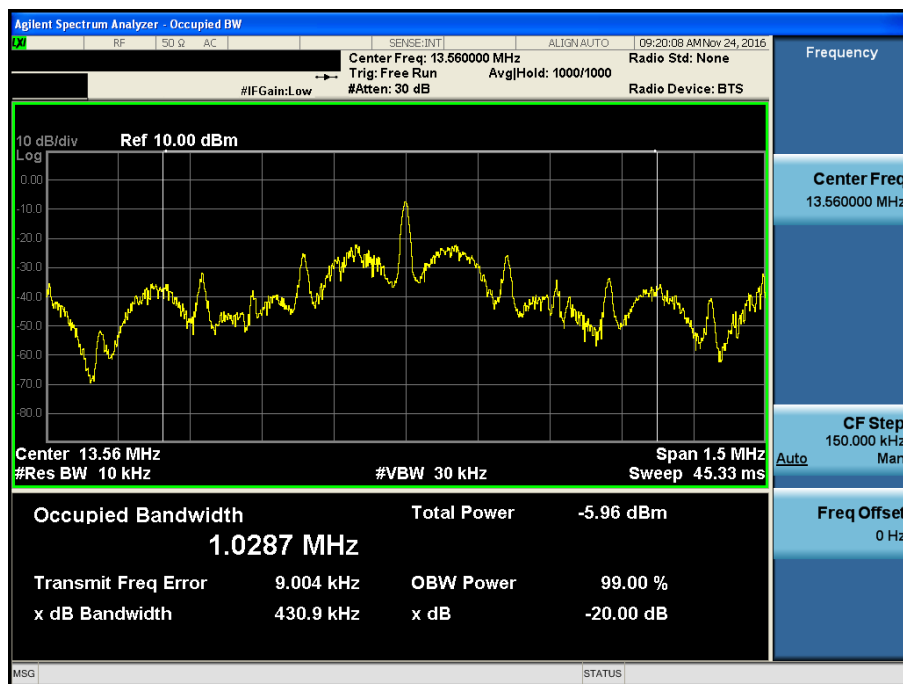 Agilent Spectrum Analyzer - Occupied BW
LXI RF 50 Ω AC SENSE:INT ALIGN AUTO 09:20:08 AM Nov 24, 2016
Center Freq: 13.560000 MHz Radio Std: None
Trig: Free Run Avg|Hold: 1000/1000
#IFGain:Low #Atten: 30 dB Radio Device: BTS
Frequency
10 dB/div Ref 10.00 dBm
Log
0.00
-10.0
-20.0
-30.0
-40.0
-50.0
-60.0
-70.0
-80.0
Center 13.56 MHz Span 1.5 MHz
#Res BW 10 kHz #VBW 30 kHz Sweep 45.33 ms
Occupied Bandwidth Total Power -5.96 dBm
1.0287 MHz
Transmit Freq Error 9.004 kHz OBW Power 99.00 %
x dB Bandwidth 430.9 kHz x dB -20.00 dB
Center Freq
13.560000 MHz
CF Step
150.000 kHz
Auto Man
Freq Offset
0 Hz
MSG STATUS